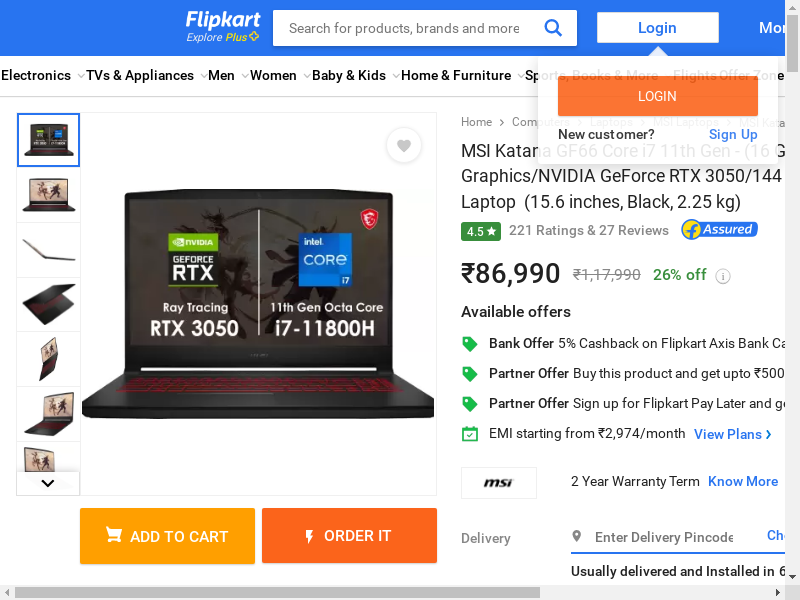 Flipkart
Explore Plus
Search for products, brands and more
Login
Electronics
TVs & Appliances
Men
Women
Baby & Kids
Home & Furniture
Sports, Books & More
Flights
Offer Zone
LOGIN
New customer?
Sign Up
Home
Computers
Laptops
MSI Laptops
MSI Katana GF66 Core i7 11th Gen - (16 G
Graphics/NVIDIA GeForce RTX 3050/144
Laptop (15.6 inches, Black, 2.25 kg)
4.5
221 Ratings & 27 Reviews
Assured
₹86,990
₹1,17,990
26% off
i
Available offers
Bank Offer 5% Cashback on Flipkart Axis Bank Ca
Partner Offer Buy this product and get upto ₹500
Partner Offer Sign up for Flipkart Pay Later and ge
EMI starting from ₹2,974/month
View Plans
msi
2 Year Warranty Term
Know More
Delivery
Enter Delivery Pincode
Usually delivered and Installed in 6
NVIDIA
GEFORCE
RTX
Ray Tracing
RTX 3050
intel
CORE
i7
11th Gen Octa Core
i7-11800H
ADD TO CART
ORDER IT